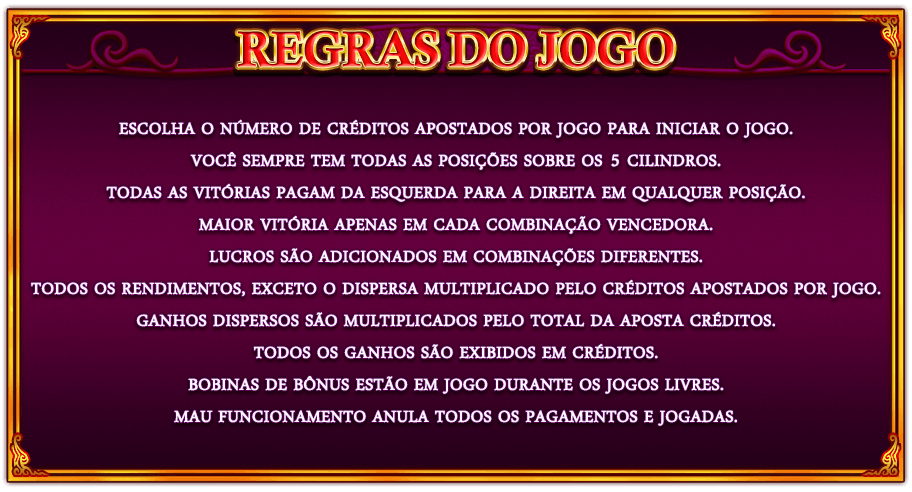 REGRAS DO JOGO
ESCOLHA O NÚMERO DE CRÉDITOS APOSTADOS POR JOGO PARA INICIAR O JOGO.
VOCÊ SEMPRE TEM TODAS AS POSIÇÕES SOBRE OS 5 CILINDROS.
TODAS AS VITÓRIAS PAGAM DA ESQUERDA PARA A DIREITA EM QUALQUER POSIÇÃO.
MAIOR VITÓRIA APENAS EM CADA COMBINAÇÃO VENCEDORA.
LUCROS SÃO ADICIONADOS EM COMBINAÇÕES DIFERENTES.
TODOS OS RENDIMENTOS, EXCETO O DISPERSA MULTIPLICADO PELO CRÉDITOS APOSTADOS POR JOGO.
GANHOS DISPERSOS SÃO MULTIPLICADOS PELO TOTAL DA APOSTA CRÉDITOS.
TODOS OS GANHOS SÃO EXIBIDOS EM CRÉDITOS.
BOBINAS DE BÔNUS ESTÃO EM JOGO DURANTE OS JOGOS LIVRES.
MAU FUNCIONAMENTO ANULA TODOS OS PAGAMENTOS E JOGADAS.